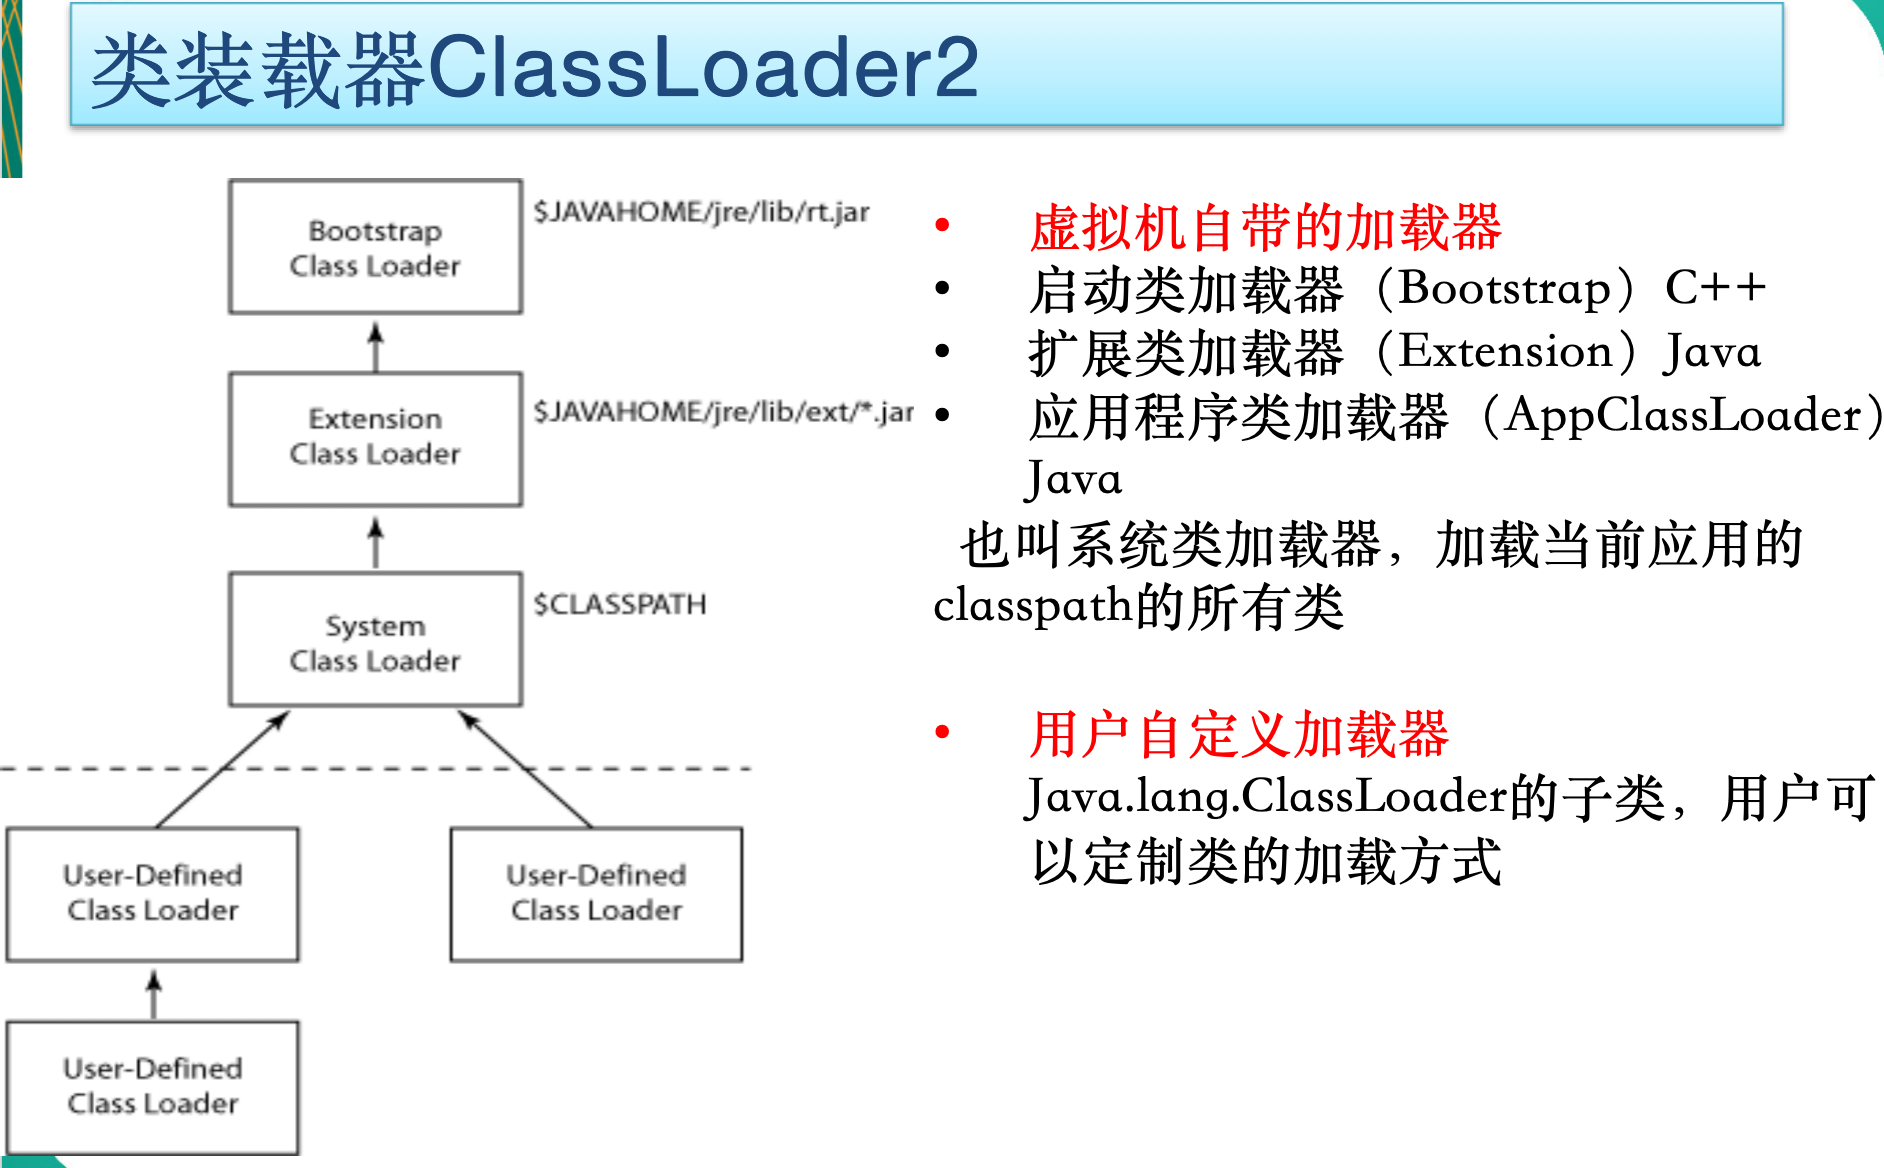 类装载器ClassLoader2
Bootstrap
Class Loader
$JAVAHOME/jre/lib/rt.jar
Extension
Class Loader
$JAVAHOME/jre/lib/ext/*.jar
System
Class Loader
$CLASSPATH
User-Defined
Class Loader
User-Defined
Class Loader
User-Defined
Class Loader
• 虚拟机自带的加载器
• 启动类加载器（Bootstrap）C++
• 扩展类加载器（Extension）Java
• 应用程序类加载器（AppClassLoader）
Java
也叫系统类加载器，加载当前应用的
classpath的所有类
• 用户自定义加载器
Java.lang.ClassLoader的子类，用户可
以定制类的加载方式